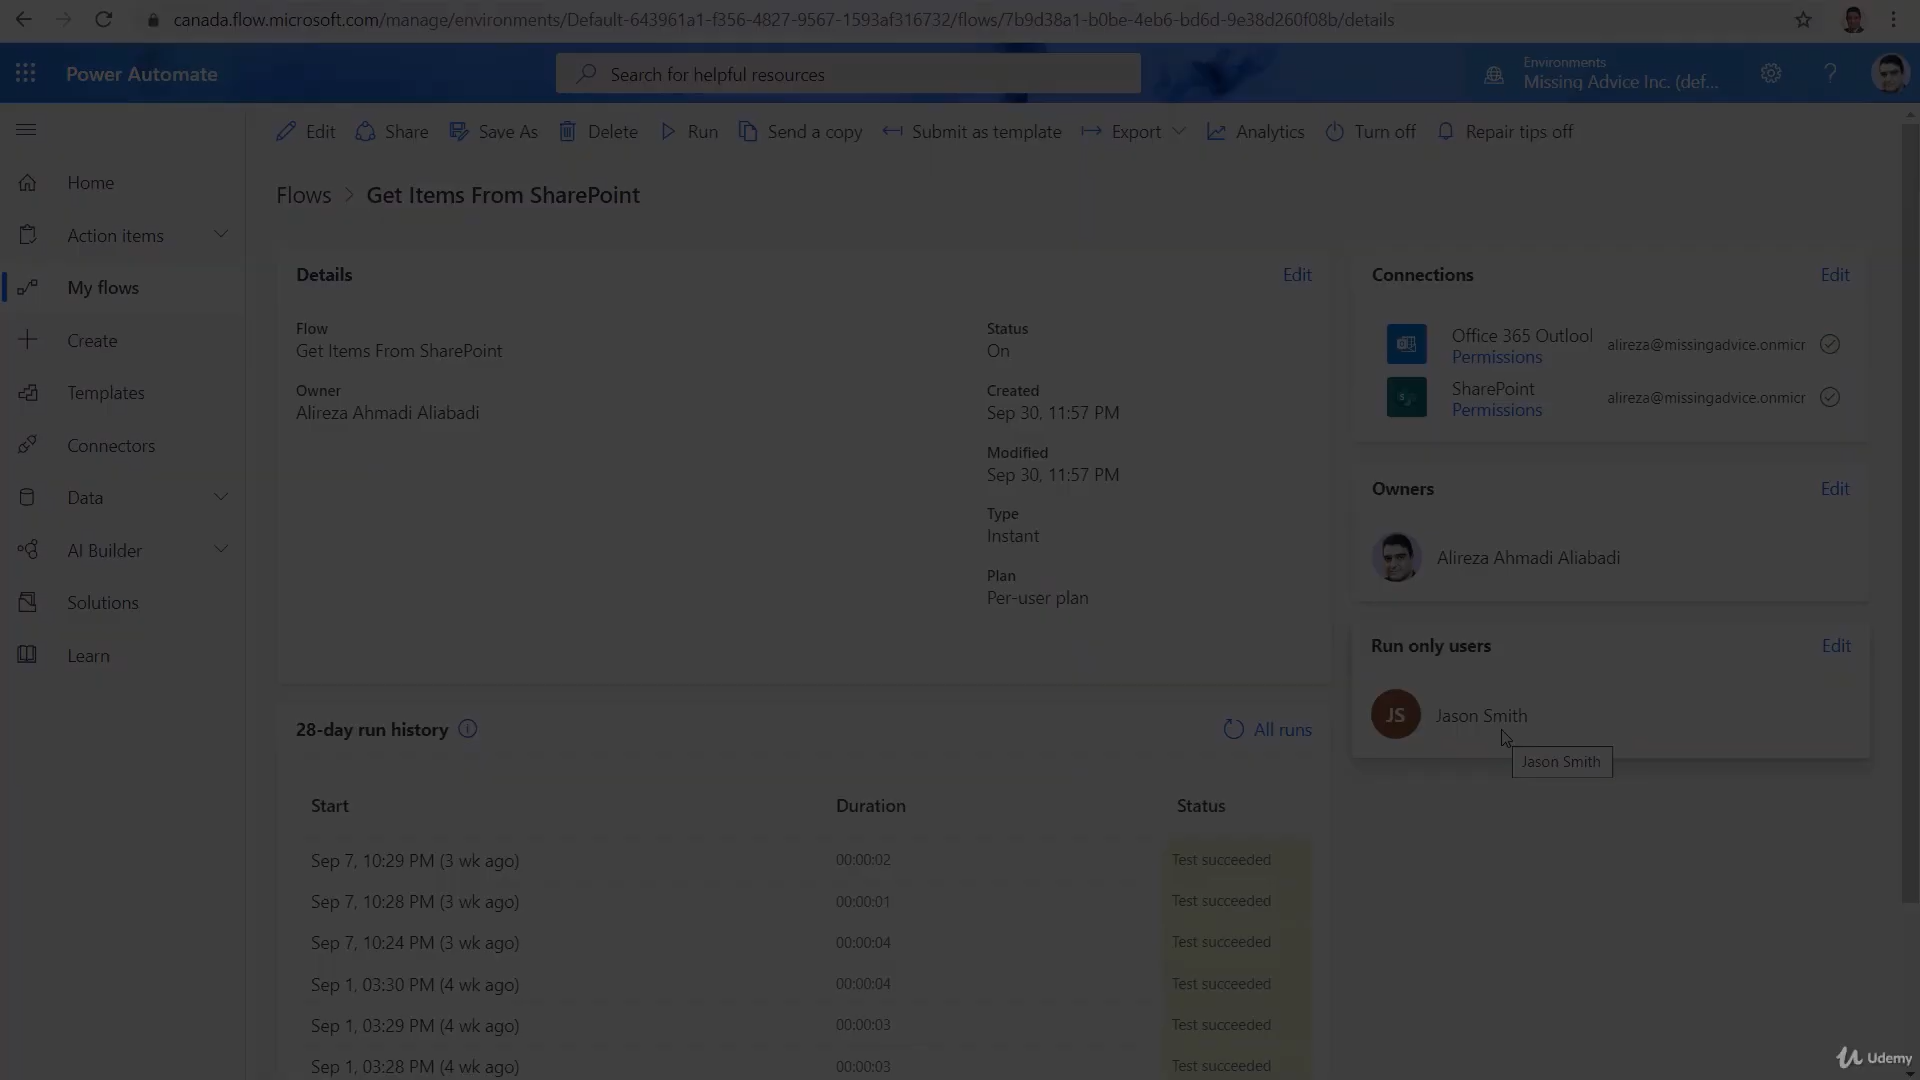 canada.flow.microsoft.com/manage/environments/Default-643961a1-f356-4827-9567-1593af316732/flows/7b9d38a1-b0be-4eb6-bd6d-9e38d260f08b/details
Power Automate
Search for helpful resources
Environments
Missing Advice Inc. (def...
Edit Share Save As Delete Run Send a copy Submit as template Export Analytics Turn off Repair tips off
Home
Action items
My flows
Create
Templates
Connectors
Data
AI Builder
Solutions
Learn
Flows > Get Items From SharePoint
Details Edit
Flow
Get Items From SharePoint
Owner
Alireza Ahmadi Aliabadi
Status
On
Created
Sep 30, 11:57 PM
Modified
Sep 30, 11:57 PM
Type
Instant
Plan
Per-user plan
Connections Edit
Office 365 Outlool
Permissions
alireza@missingadvice.onmicr
SharePoint
Permissions
alireza@missingadvice.onmicr
Owners Edit
Alireza Ahmadi Aliabadi
Run only users Edit
JS Jason Smith
Jason Smith
28-day run history All runs
Start Duration Status
Sep 7, 10:29 PM (3 wk ago) 00:00:02 Test succeeded
Sep 7, 10:28 PM (3 wk ago) 00:00:01 Test succeeded
Sep 7, 10:24 PM (3 wk ago) 00:00:04 Test succeeded
Sep 1, 03:30 PM (4 wk ago) 00:00:04 Test succeeded
Sep 1, 03:29 PM (4 wk ago) 00:00:03 Test succeeded
Sep 1, 03:28 PM (4 wk ago) 00:00:03 Test succeeded
Udemy